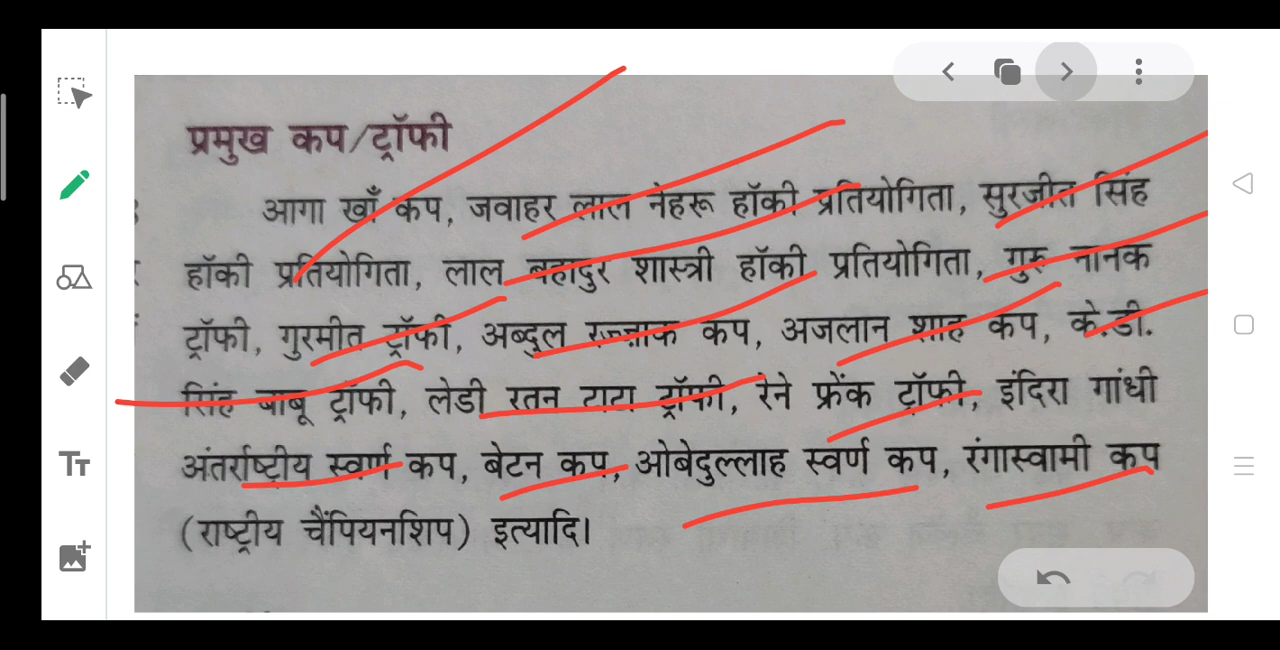 प्रमुख कप/ट्रॉफी
आगा खाँ कप, जवाहर लाल नेहरू हॉकी प्रतियोगिता, सुरजीत सिंह
हॉकी प्रतियोगिता, लाल बहादुर शास्त्री हॉकी प्रतियोगिता, गुरु नानक
ट्रॉफी, गुरमीत ट्रॉफी, अब्दुल रज्ज़ाक कप, अजलान शाह कप, के.डी.
सिंह बाबू ट्रॉफी, लेडी रतन टाटा ट्रॉफी, रेने फ्रेंक ट्रॉफी, इंदिरा गांधी
अंतर्राष्ट्रीय स्वर्ण कप, बेटन कप, ओबेदुल्लाह स्वर्ण कप, रंगास्वामी कप
(राष्ट्रीय चैंपियनशिप) इत्यादि।
TT